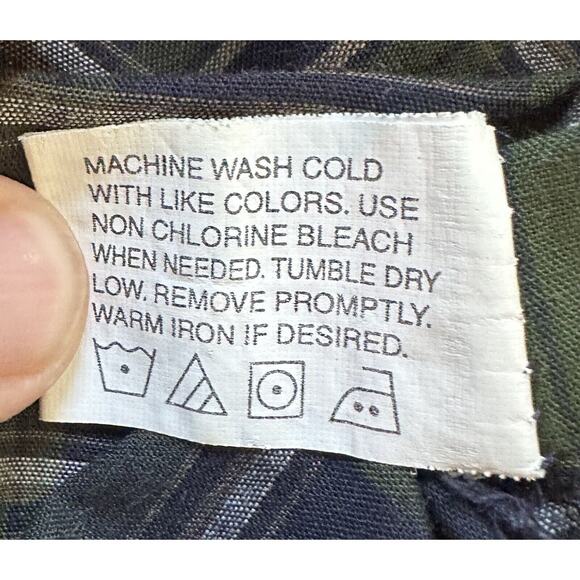 MACHINE WASH COLD
WITH LIKE COLORS. USE
NON CHLORINE BLEACH
WHEN NEEDED. TUMBLE DRY
LOW. REMOVE PROMPTLY.
WARM IRON IF DESIRED.